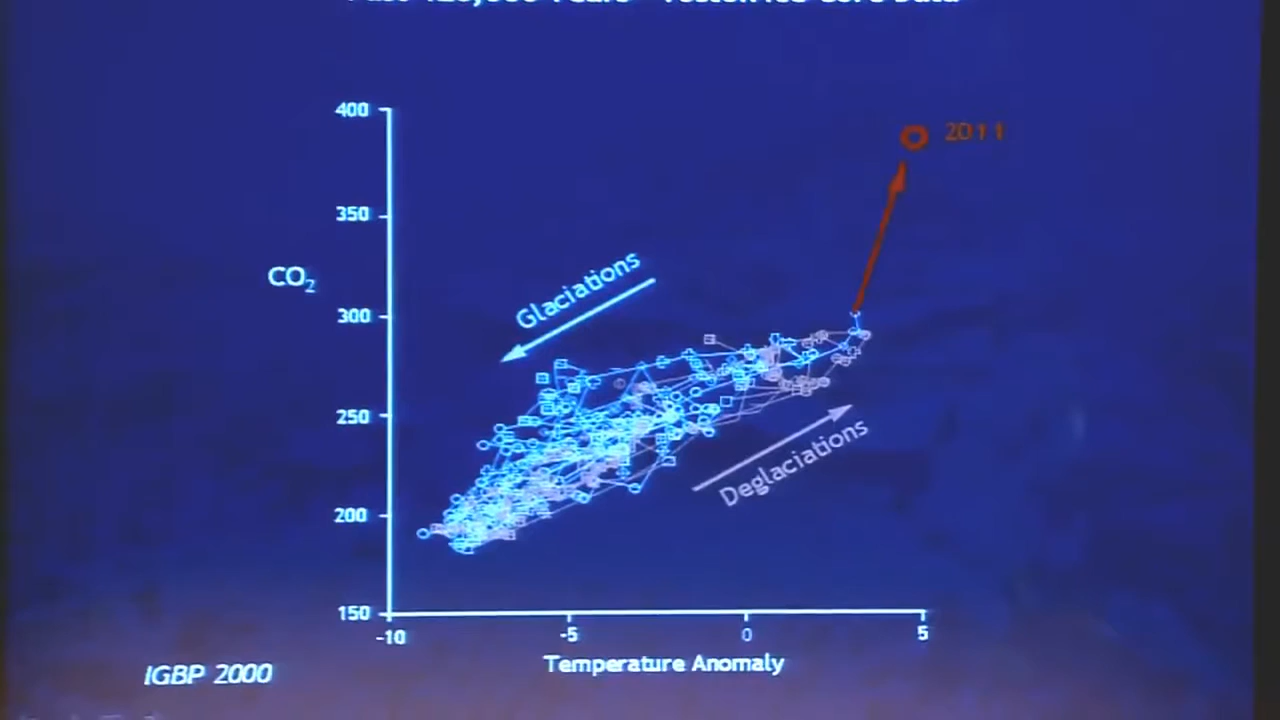 400
2011
350
Glaciations
CO₂
300
250
Deglaciations
200
150
-10
-5
0
5
Temperature Anomaly
IGBP 2000